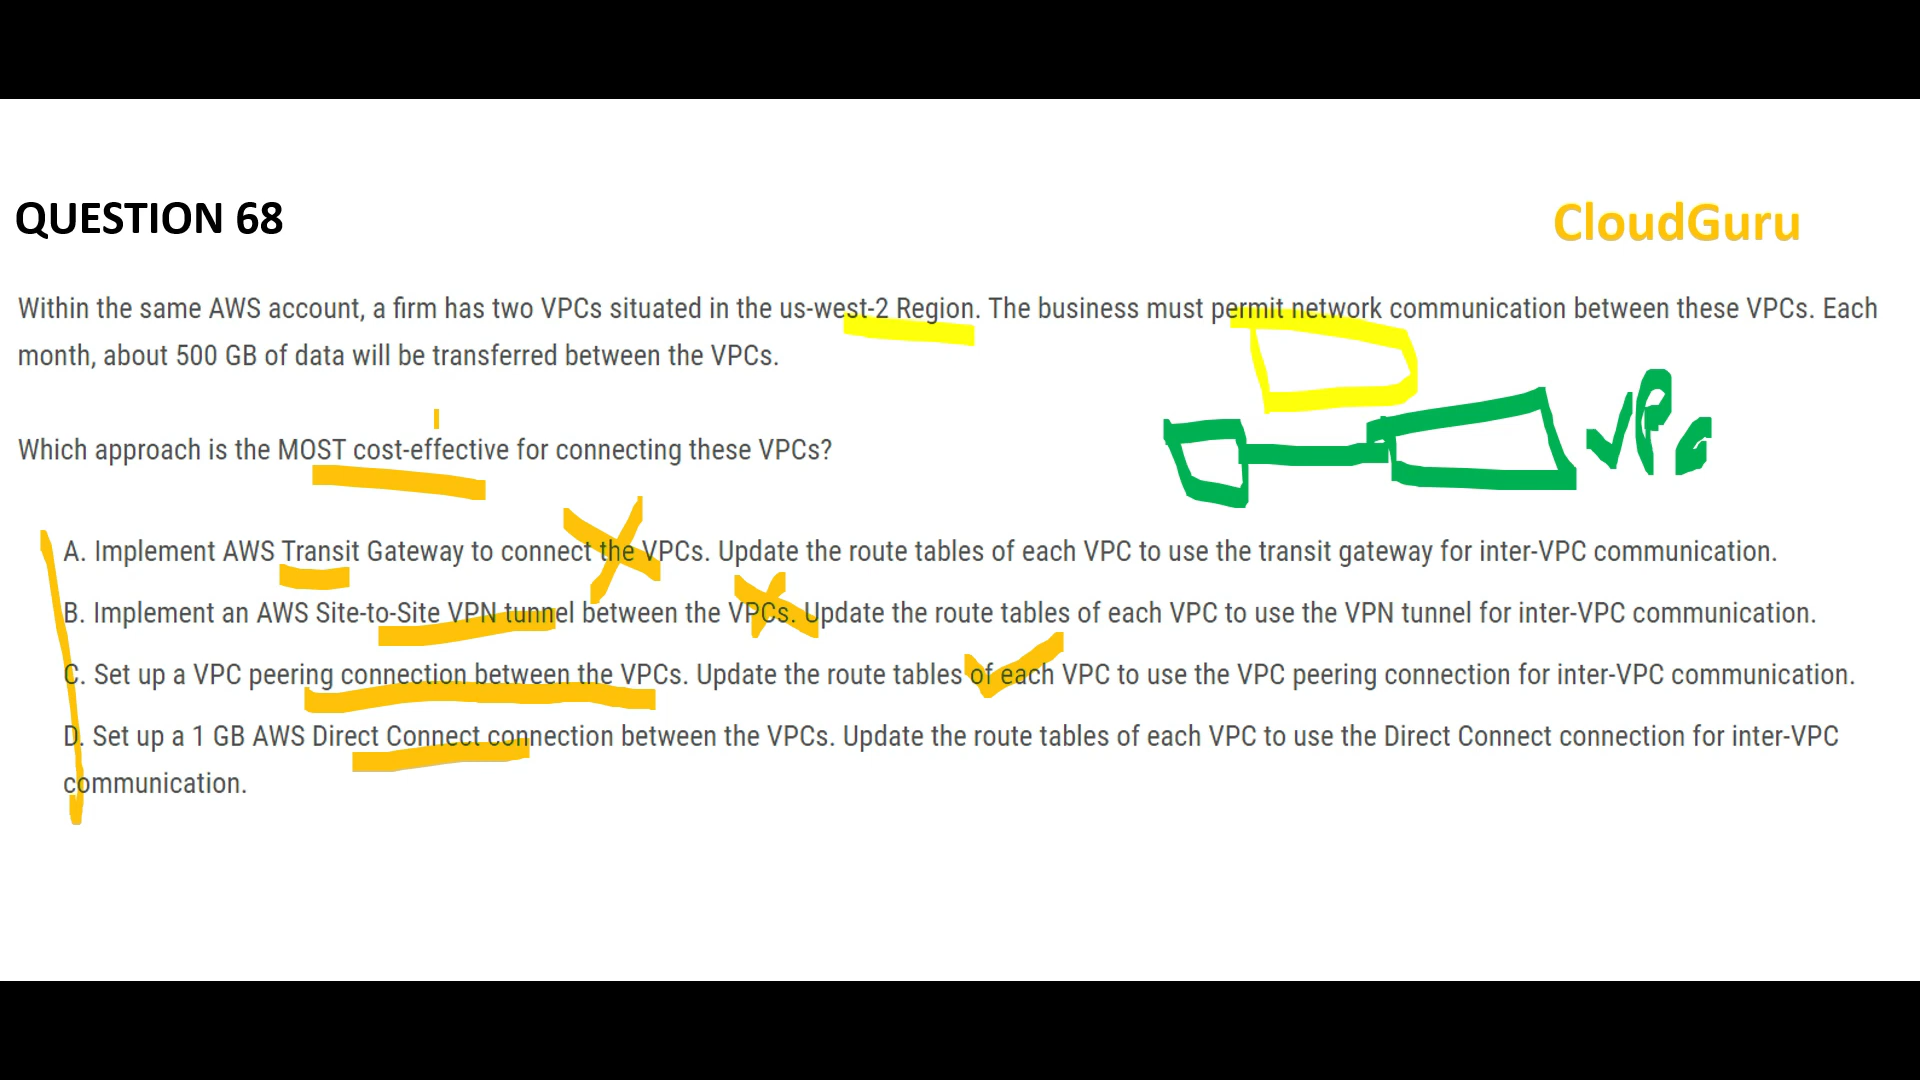 QUESTION 68
CloudGuru
Within the same AWS account, a firm has two VPCs situated in the us-west-2 Region. The business must permit network communication between these VPCs. Each
month, about 500 GB of data will be transferred between the VPCs.
Which approach is the MOST cost-effective for connecting these VPCs?
VPC
A. Implement AWS Transit Gateway to connect the VPCs. Update the route tables of each VPC to use the transit gateway for inter-VPC communication.
B. Implement an AWS Site-to-Site VPN tunnel between the VPCs. Update the route tables of each VPC to use the VPN tunnel for inter-VPC communication.
C. Set up a VPC peering connection between the VPCs. Update the route tables of each VPC to use the VPC peering connection for inter-VPC communication.
D. Set up a 1 GB AWS Direct Connect connection between the VPCs. Update the route tables of each VPC to use the Direct Connect connection for inter-VPC
communication.